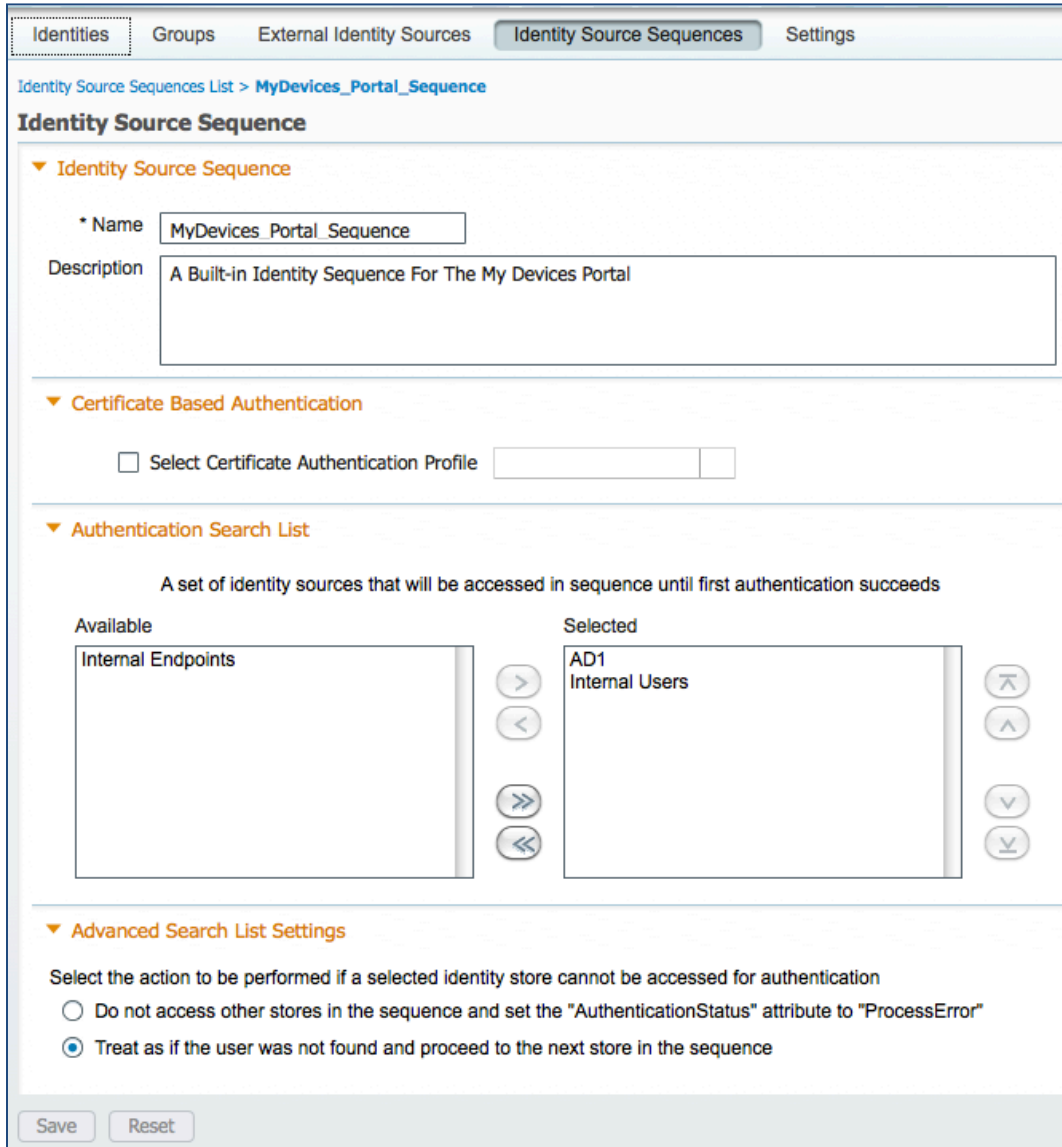 Identities Groups External Identity Sources Identity Source Sequences Settings
Identity Source Sequences List > MyDevices_Portal_Sequence
Identity Source Sequence
Identity Source Sequence
* Name MyDevices_Portal_Sequence
Description A Built-in Identity Sequence For The My Devices Portal
Certificate Based Authentication
Select Certificate Authentication Profile
Authentication Search List
A set of identity sources that will be accessed in sequence until first authentication succeeds
Available Selected
Internal Endpoints AD1
Internal Users
Advanced Search List Settings
Select the action to be performed if a selected identity store cannot be accessed for authentication
Do not access other stores in the sequence and set the "AuthenticationStatus" attribute to "ProcessError"
Treat as if the user was not found and proceed to the next store in the sequence
Save Reset